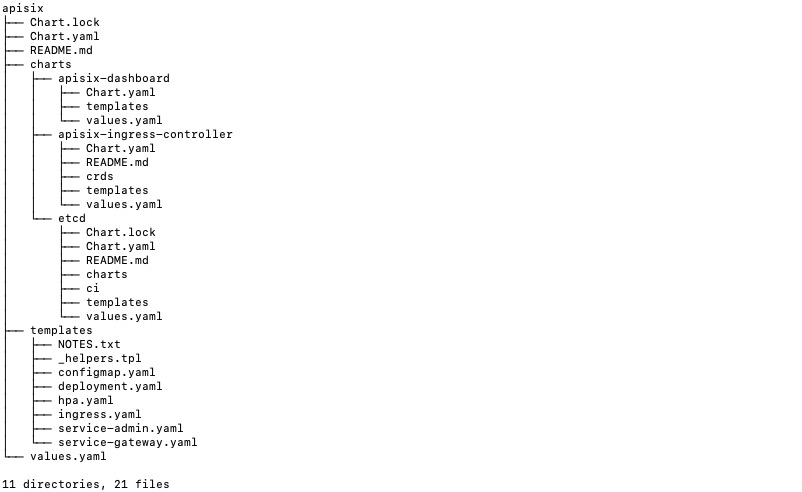 apisix
├── Chart.lock
├── Chart.yaml
├── README.md
├── charts
│   ├── apisix-dashboard
│   │   ├── Chart.yaml
│   │   ├── templates
│   │   └── values.yaml
│   ├── apisix-ingress-controller
│   │   ├── Chart.yaml
│   │   ├── README.md
│   │   ├── crds
│   │   ├── templates
│   │   └── values.yaml
│   └── etcd
│       ├── Chart.lock
│       ├── Chart.yaml
│       ├── README.md
│       ├── charts
│       ├── ci
│       ├── templates
│       └── values.yaml
├── templates
│   ├── NOTES.txt
│   ├── _helpers.tpl
│   ├── configmap.yaml
│   ├── deployment.yaml
│   ├── hpa.yaml
│   ├── ingress.yaml
│   ├── service-admin.yaml
│   └── service-gateway.yaml
└── values.yaml
11 directories, 21 files